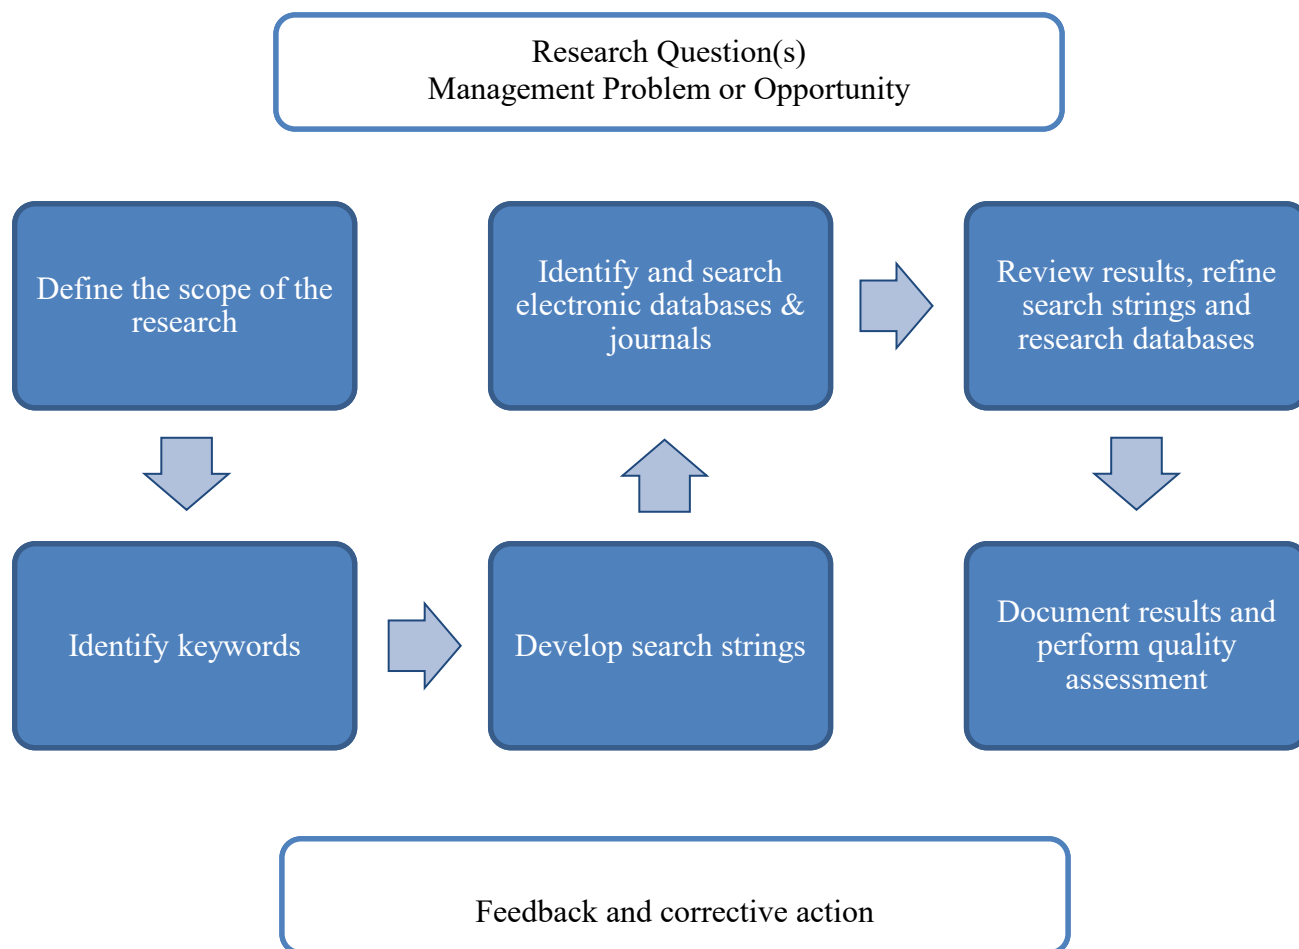 Research Question(s)
Management Problem or Opportunity
Define the scope of the
research
Identify keywords
Develop search strings
Identify and search
electronic databases &
journals
Review results, refine
search strings and
research databases
Document results and
perform quality
assessment
Feedback and corrective action